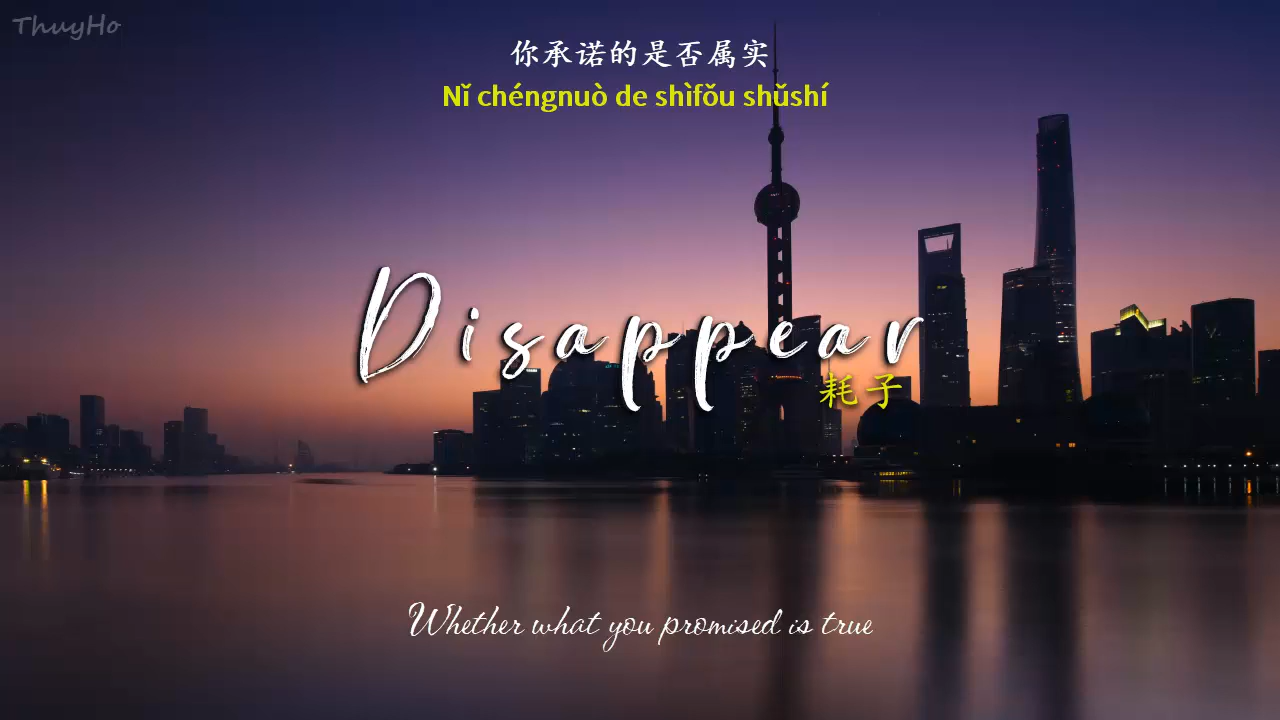 ThuyHo
你承诺的是否属实
Nǐ chéngnuò de shìfǒu shǔshí
Disappear
耗子
Whether what you promised is true